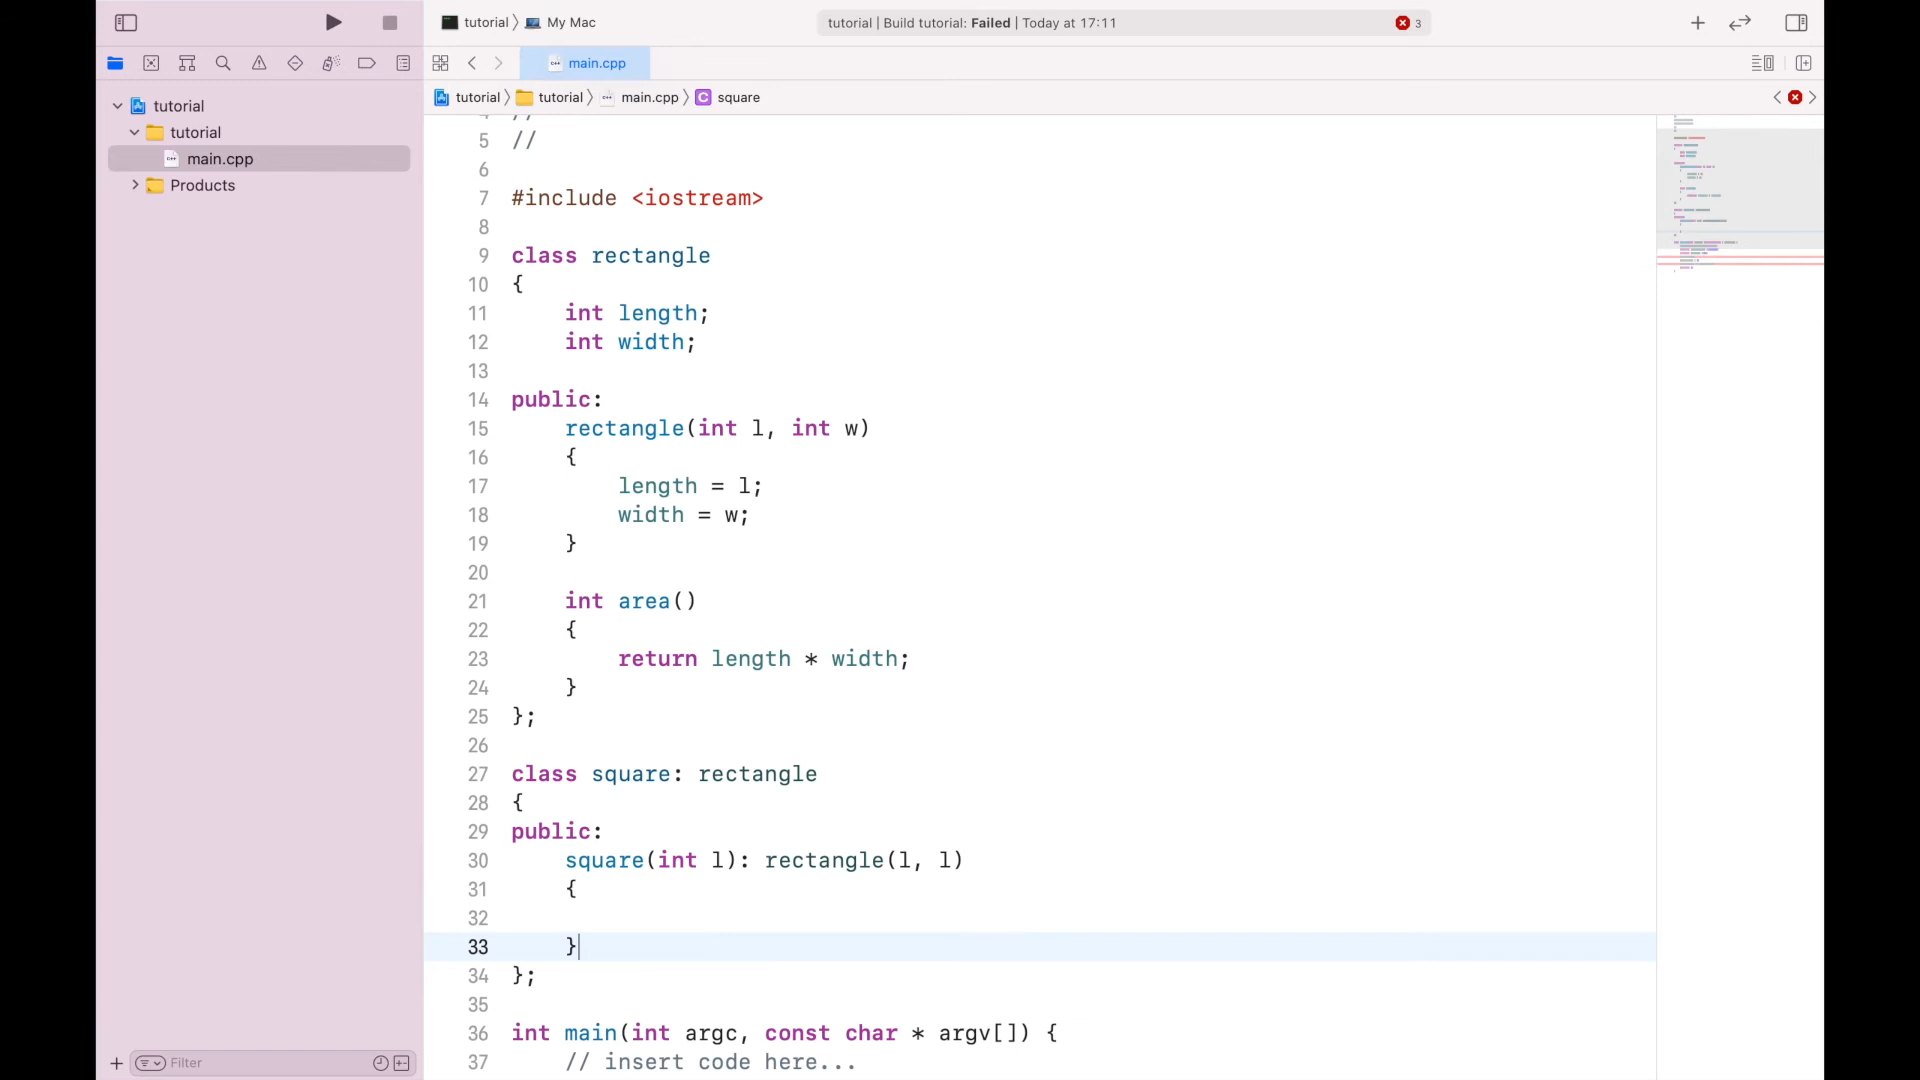 tutorial 〉 My Mac
tutorial | Build tutorial: Failed | Today at 17:11
3
main.cpp
tutorial 〉 tutorial 〉 main.cpp 〉 C square
tutorial
tutorial
main.cpp
Products
5 //
6
7 #include <iostream>
8
9 class rectangle
10 {
11 int length;
12 int width;
13
14 public:
15 rectangle(int l, int w)
16 {
17 length = l;
18 width = w;
19 }
20
21 int area()
22 {
23 return length * width;
24 }
25 };
26
27 class square: rectangle
28 {
29 public:
30 square(int l): rectangle(l, l)
31 {
32
33 }
34 };
35
36 int main(int argc, const char * argv[]) {
37 // insert code here...
Filter